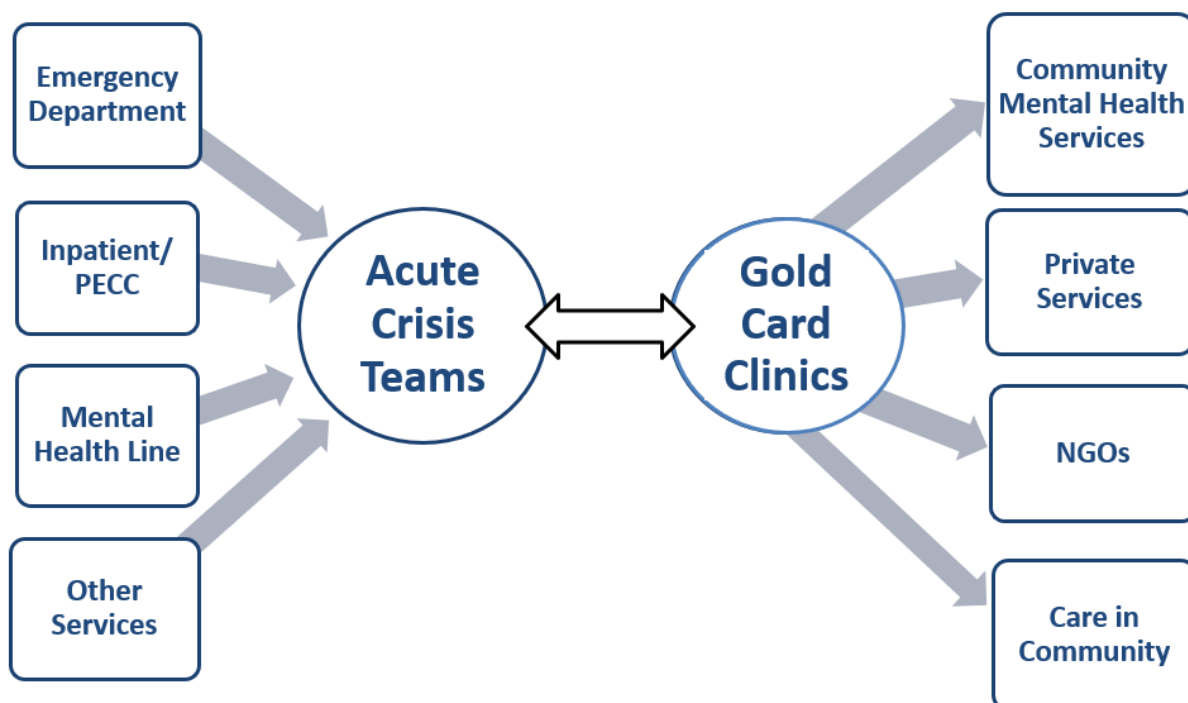 Emergency
Department
Inpatient/
PECC
Mental
Health Line
Other
Services
Acute
Crisis
Teams
Gold
Card
Clinics
Community
Mental Health
Services
Private
Services
NGOs
Care in
Community